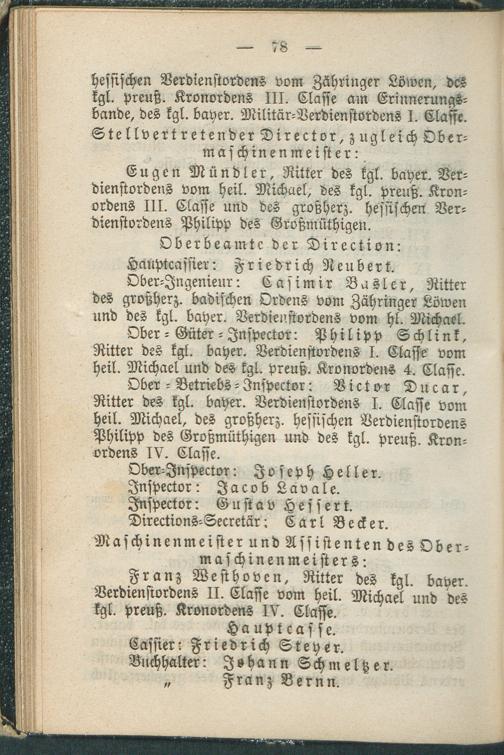 — 78 —
hessischen Verdienstordens vom Zähringer Löwen, des
kgl. preuß. Kronordens III. Classe am Erinnerungs-
bande, des kgl. bayer. Militär-Verdienstordens I. Classe.
Stellvertretender Director, zugleich Ober-
maschinenmeister:
Eugen Mündler, Ritter des kgl. bayer. Ver-
dienstordens vom heil. Michael, des kgl. preuß. Kron-
ordens III. Classe und des großherz. hessischen Ver-
dienstordens Philipp des Großmüthigen.
Oberbeamte der Direction:
Hauptcassier: Friedrich Neubert.
Ober-Ingenieur: Casimir Basler, Ritter
des großherz. badischen Ordens vom Zähringer Löwen
und des kgl. bayer. Verdienstordens vom hl. Michael.
Ober-Güter-Inspector: Philipp Schlink,
Ritter des kgl. bayer. Verdienstordens I. Classe vom
heil. Michael und des kgl. preuß. Kronordens 4. Classe.
Ober-Betriebs-Inspector: Victor Ducar,
Ritter des kgl. bayer. Verdienstordens I. Classe vom
heil. Michael, des großherz. hessischen Verdienstordens
Philipp des Großmüthigen und des kgl. preuß. Kron-
ordens IV. Classe.
Ober-Inspector: Joseph Heller.
Inspector: Jacob Lavale.
Inspector: Gustav Hessert.
Directions-Secretär: Carl Becker.
Maschinenmeister und Assistenten des Ober-
maschinenmeisters:
Franz Westhoven, Ritter des kgl. bayer.
Verdienstordens II. Classe vom heil. Michael und des
kgl. preuß. Kronordens IV. Classe.
Hauptcasse.
Cassier: Friedrich Steyer.
Buchhalter: Johann Schmeltzer.
„ Franz Bernn.